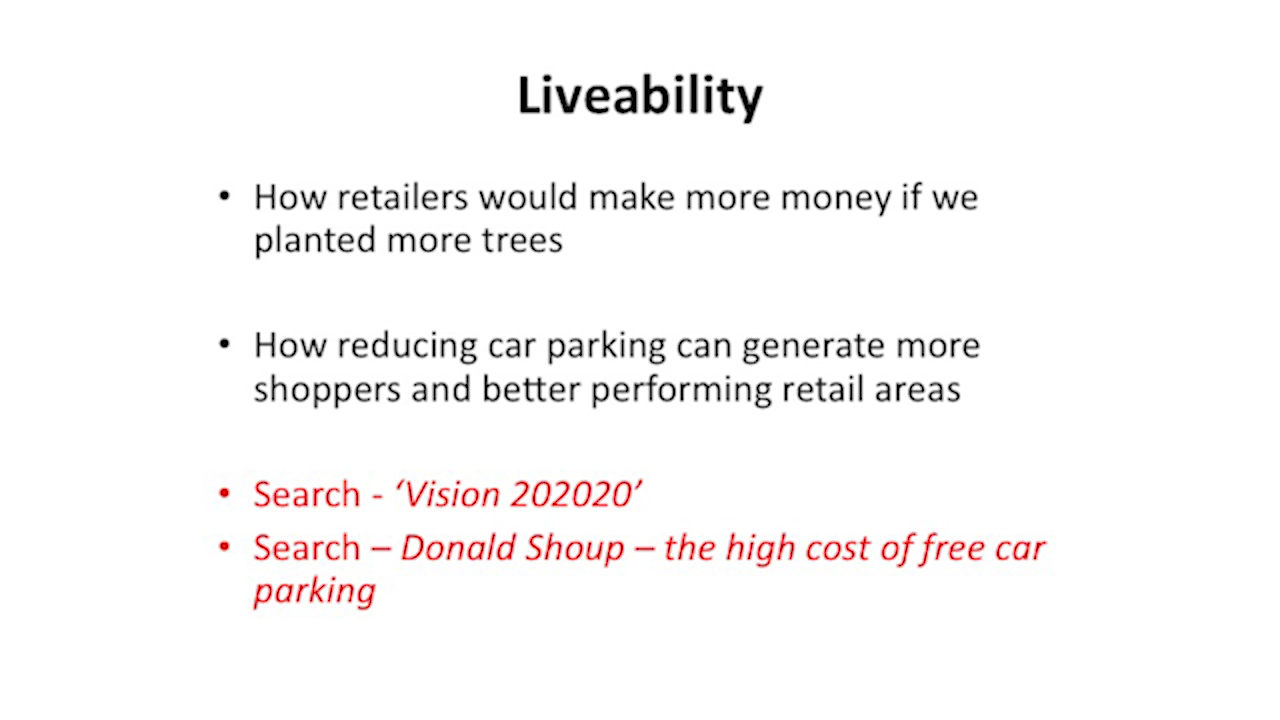 Liveability
• How retailers would make more money if we
planted more trees
• How reducing car parking can generate more
shoppers and better performing retail areas
• Search - ‘Vision 202020’
• Search – Donald Shoup – the high cost of free car
parking